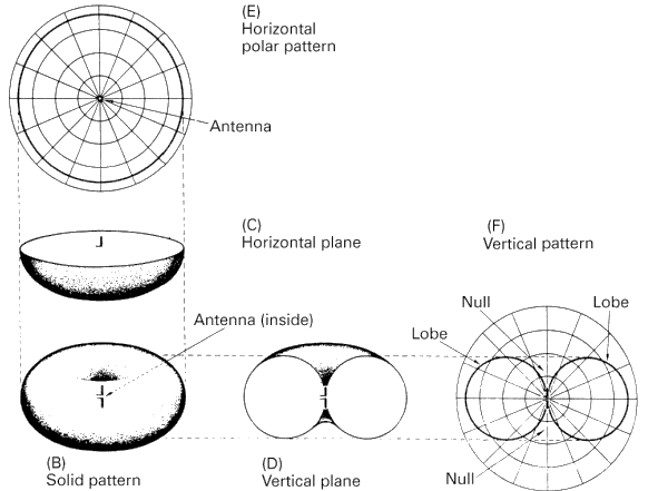 (E)
Horizontal
polar pattern
Antenna
(C)
Horizontal plane
(F)
Vertical pattern
Null
Lobe
Lobe
Antenna (inside)
Null
(B)
Solid pattern
(D)
Vertical plane